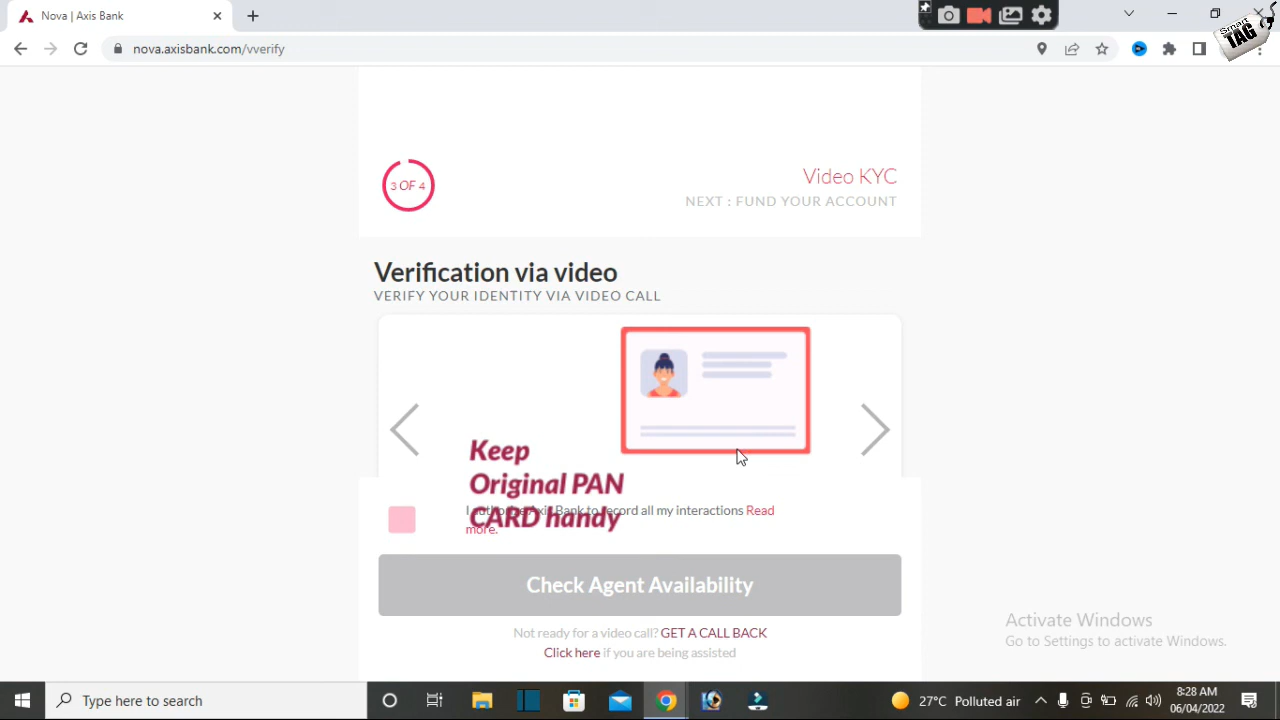 Nova | Axis Bank
nova.axisbank.com/vverify
Smart
TAG
3 OF 4
Video KYC
NEXT : FUND YOUR ACCOUNT
Verification via video
VERIFY YOUR IDENTITY VIA VIDEO CALL
Keep
Original PAN
CARD handy
I authorize Axis Bank to record all my interactions Read
more.
Check Agent Availability
Not ready for a video call? GET A CALL BACK
Click here if you are being assisted
Activate Windows
Go to Settings to activate Windows.
Type here to search
27°C Polluted air
8:28 AM
06/04/2022